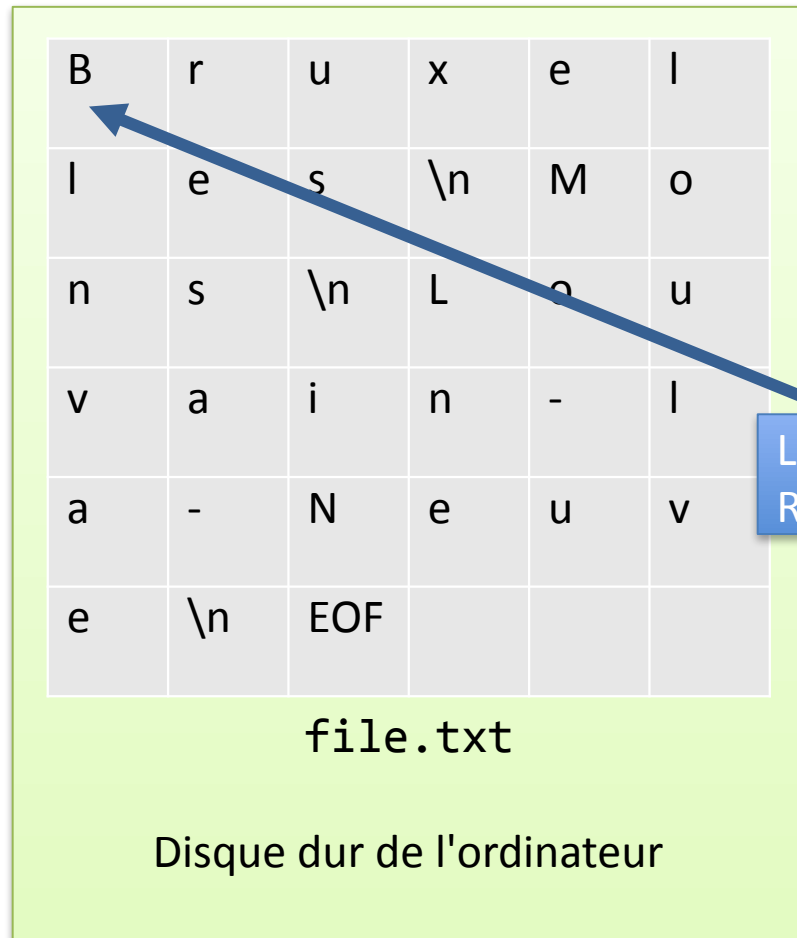 B r u x e l
l e s \n M o
n s \n L o u
v a i n - l
a - N e u v
e \n EOF
L
R
file.txt
Disque dur de l'ordinateur